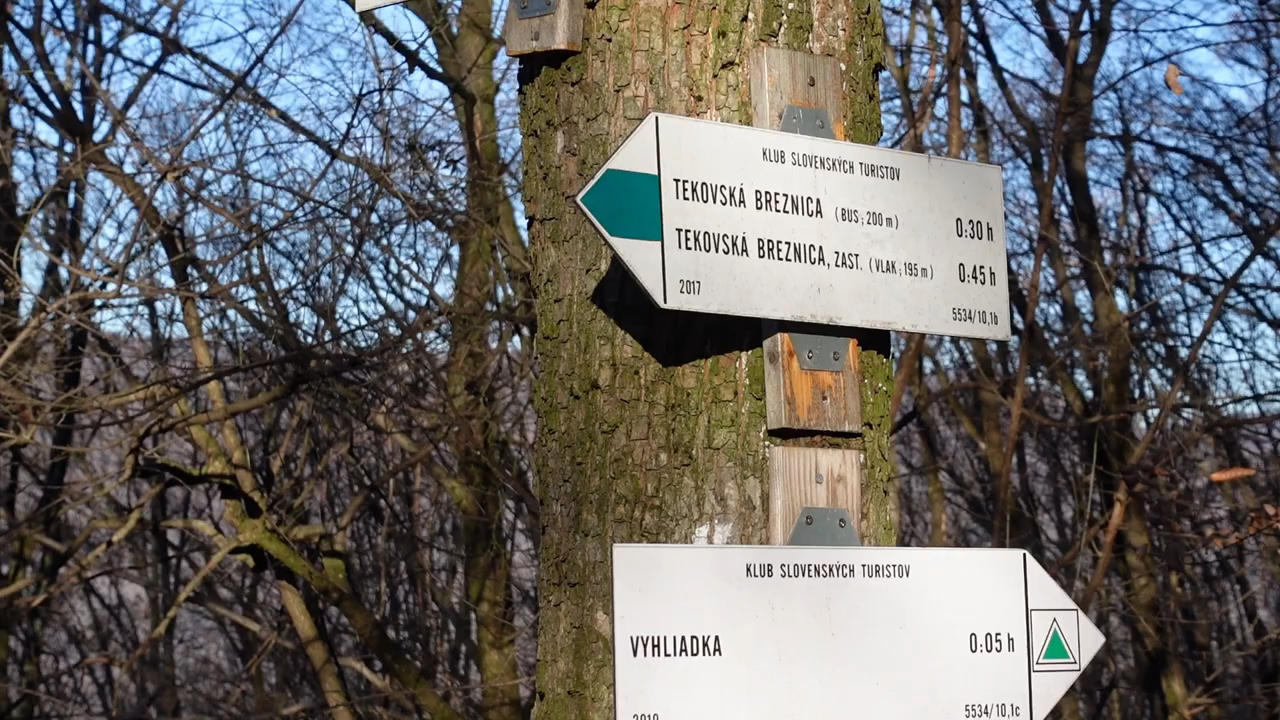 KLUB SLOVENSKÝCH TURISTOV
TEKOVSKÁ BREZNICA (BUS; 200 m) 0:30 h
TEKOVSKÁ BREZNICA, ZAST. (VLAK; 195 m) 0:45 h
2017 5534/10,1b
KLUB SLOVENSKÝCH TURISTOV
VYHLIADKA 0:05 h
2019 5534/10,1c